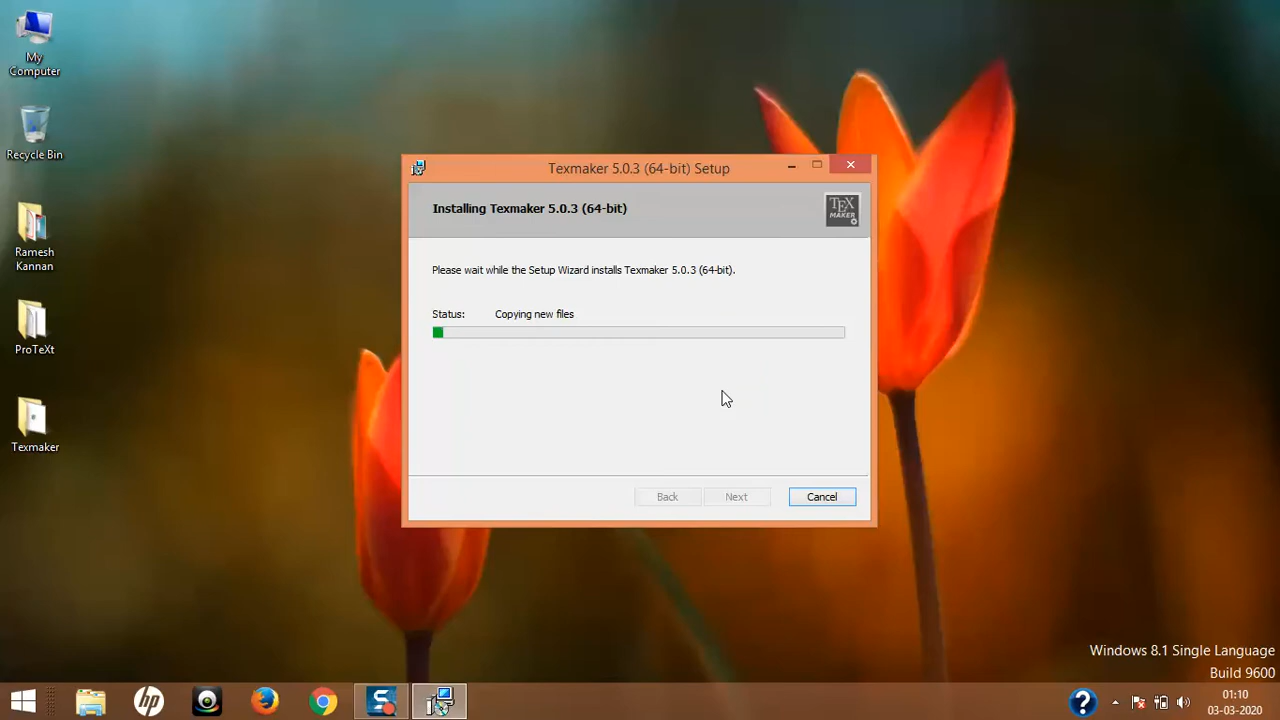 My
Computer
Recycle Bin
Ramesh
Kannan
ProTeXt
Texmaker
Texmaker 5.0.3 (64-bit) Setup
Installing Texmaker 5.0.3 (64-bit)
TEX
MAKER
Please wait while the Setup Wizard installs Texmaker 5.0.3 (64-bit).
Status: Copying new files
Back
Next
Cancel
Windows 8.1 Single Language
Build 9600
hp
S
?
01:10
03-03-2020